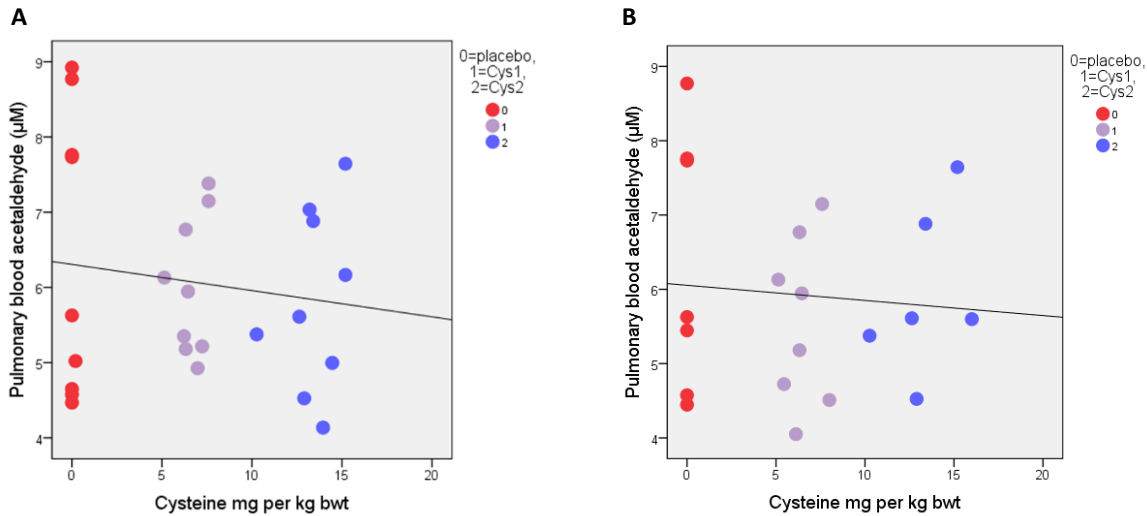 A
Pulmonary blood acetaldehyde (µM)
9
8
7
6
5
4
0
5
10
15
20
Cysteine mg per kg bwt
0=placebo,
1=Cys1,
2=Cys2
0
1
2
B
Pulmonary blood acetaldehyde (µM)
9
8
7
6
5
4
0
5
10
15
20
Cysteine mg per kg bwt
0=placebo,
1=Cys1,
2=Cys2
0
1
2